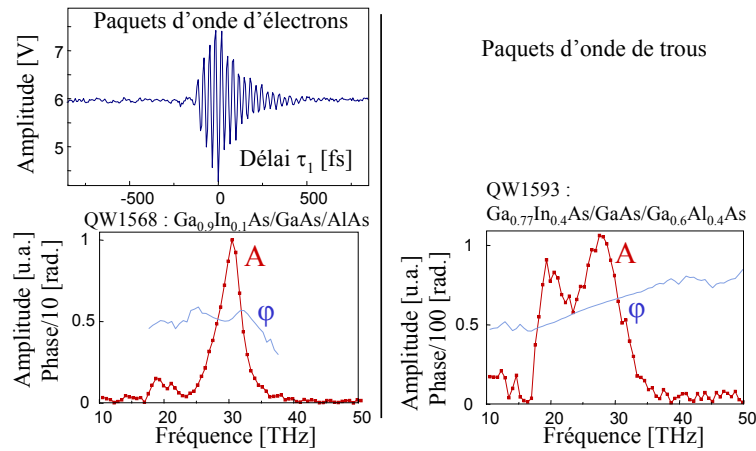 Paquets d'onde d'électrons
Amplitude [V]
7
6
5
-500
0
500
Délai τ₁ [fs]
QW1568 : Ga₀.₉In₀.₁As/GaAs/AlAs
Amplitude [u.a.]
Phase/10 [rad.]
1
0.5
0
A
φ
10
20
30
40
50
Fréquence [THz]
Paquets d'onde de trous
QW1593 :
Ga₀.₇₇In₀.₄As/GaAs/Ga₀.₆Al₀.₄As
Amplitude [u.a.]
Phase/100 [rad.]
1
0.5
0
A
φ
10
20
30
40
50
Fréquence [THz]